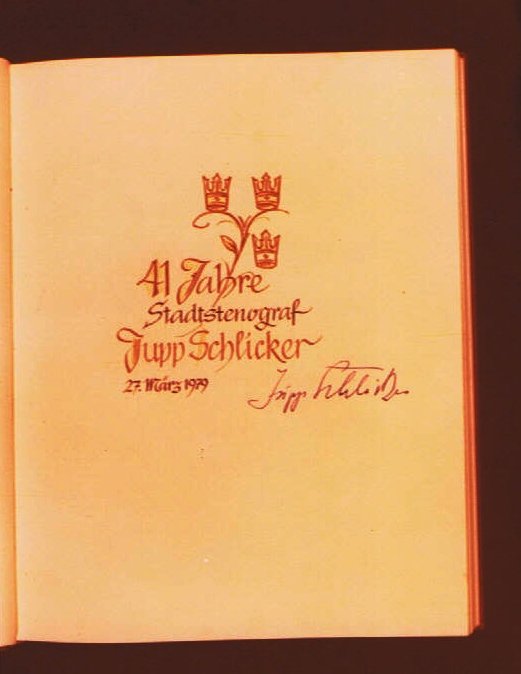 41 Jahre
Stadtstenograf
Jupp Schlicker
27. März 1979
Jupp Schlicker